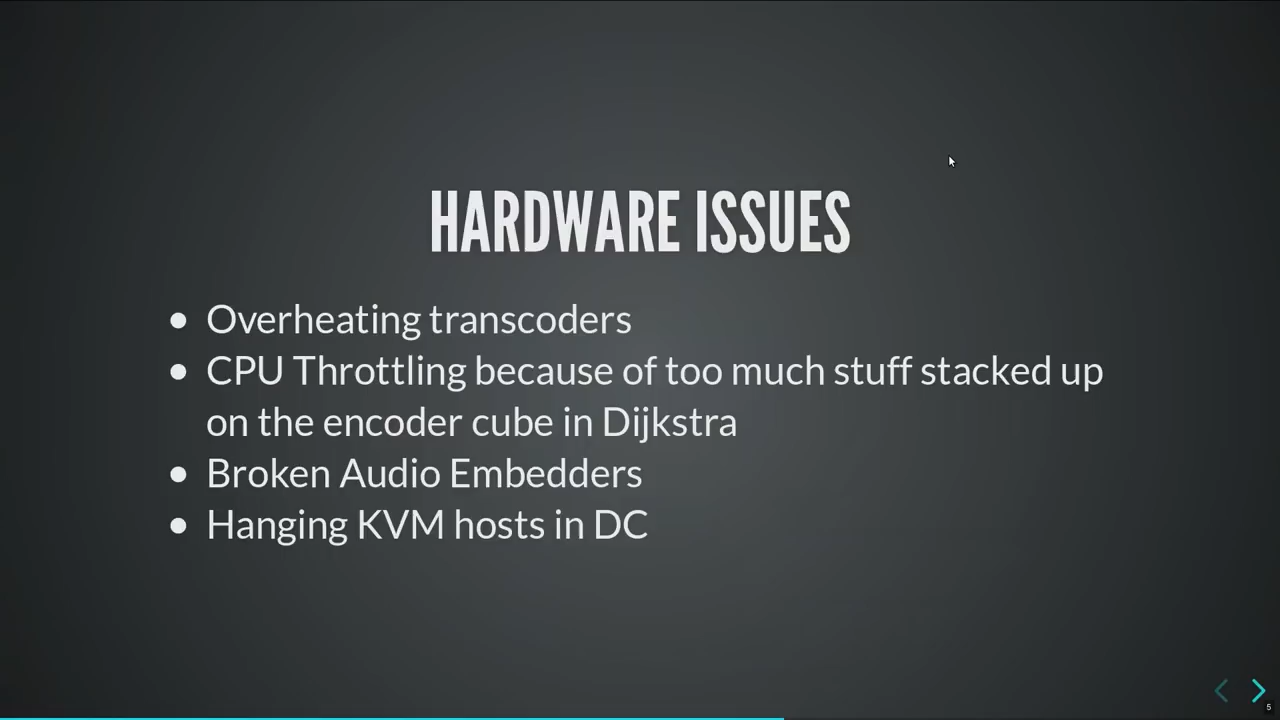 HARDWARE ISSUES
• Overheating transcoders
• CPU Throttling because of too much stuff stacked up
on the encoder cube in Dijkstra
• Broken Audio Embedders
• Hanging KVM hosts in DC
5